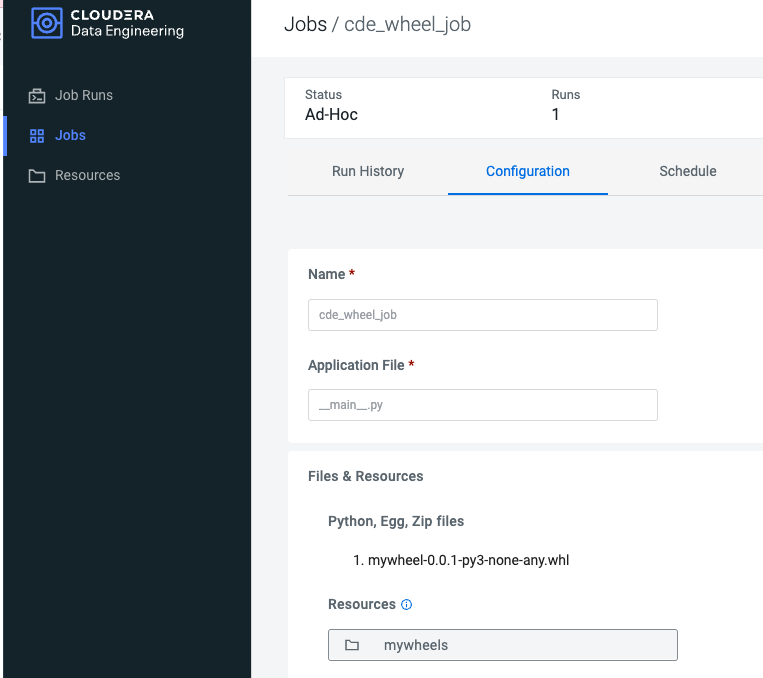 CLOUDERA
Data Engineering
Job Runs
Jobs
Resources
Jobs / cde_wheel_job
Status
Runs
Ad-Hoc
1
Run History
Configuration
Schedule
Name *
cde_wheel_job
Application File *
__main__.py
Files & Resources
Python, Egg, Zip files
1. mywheel-0.0.1-py3-none-any.whl
Resources
mywheels